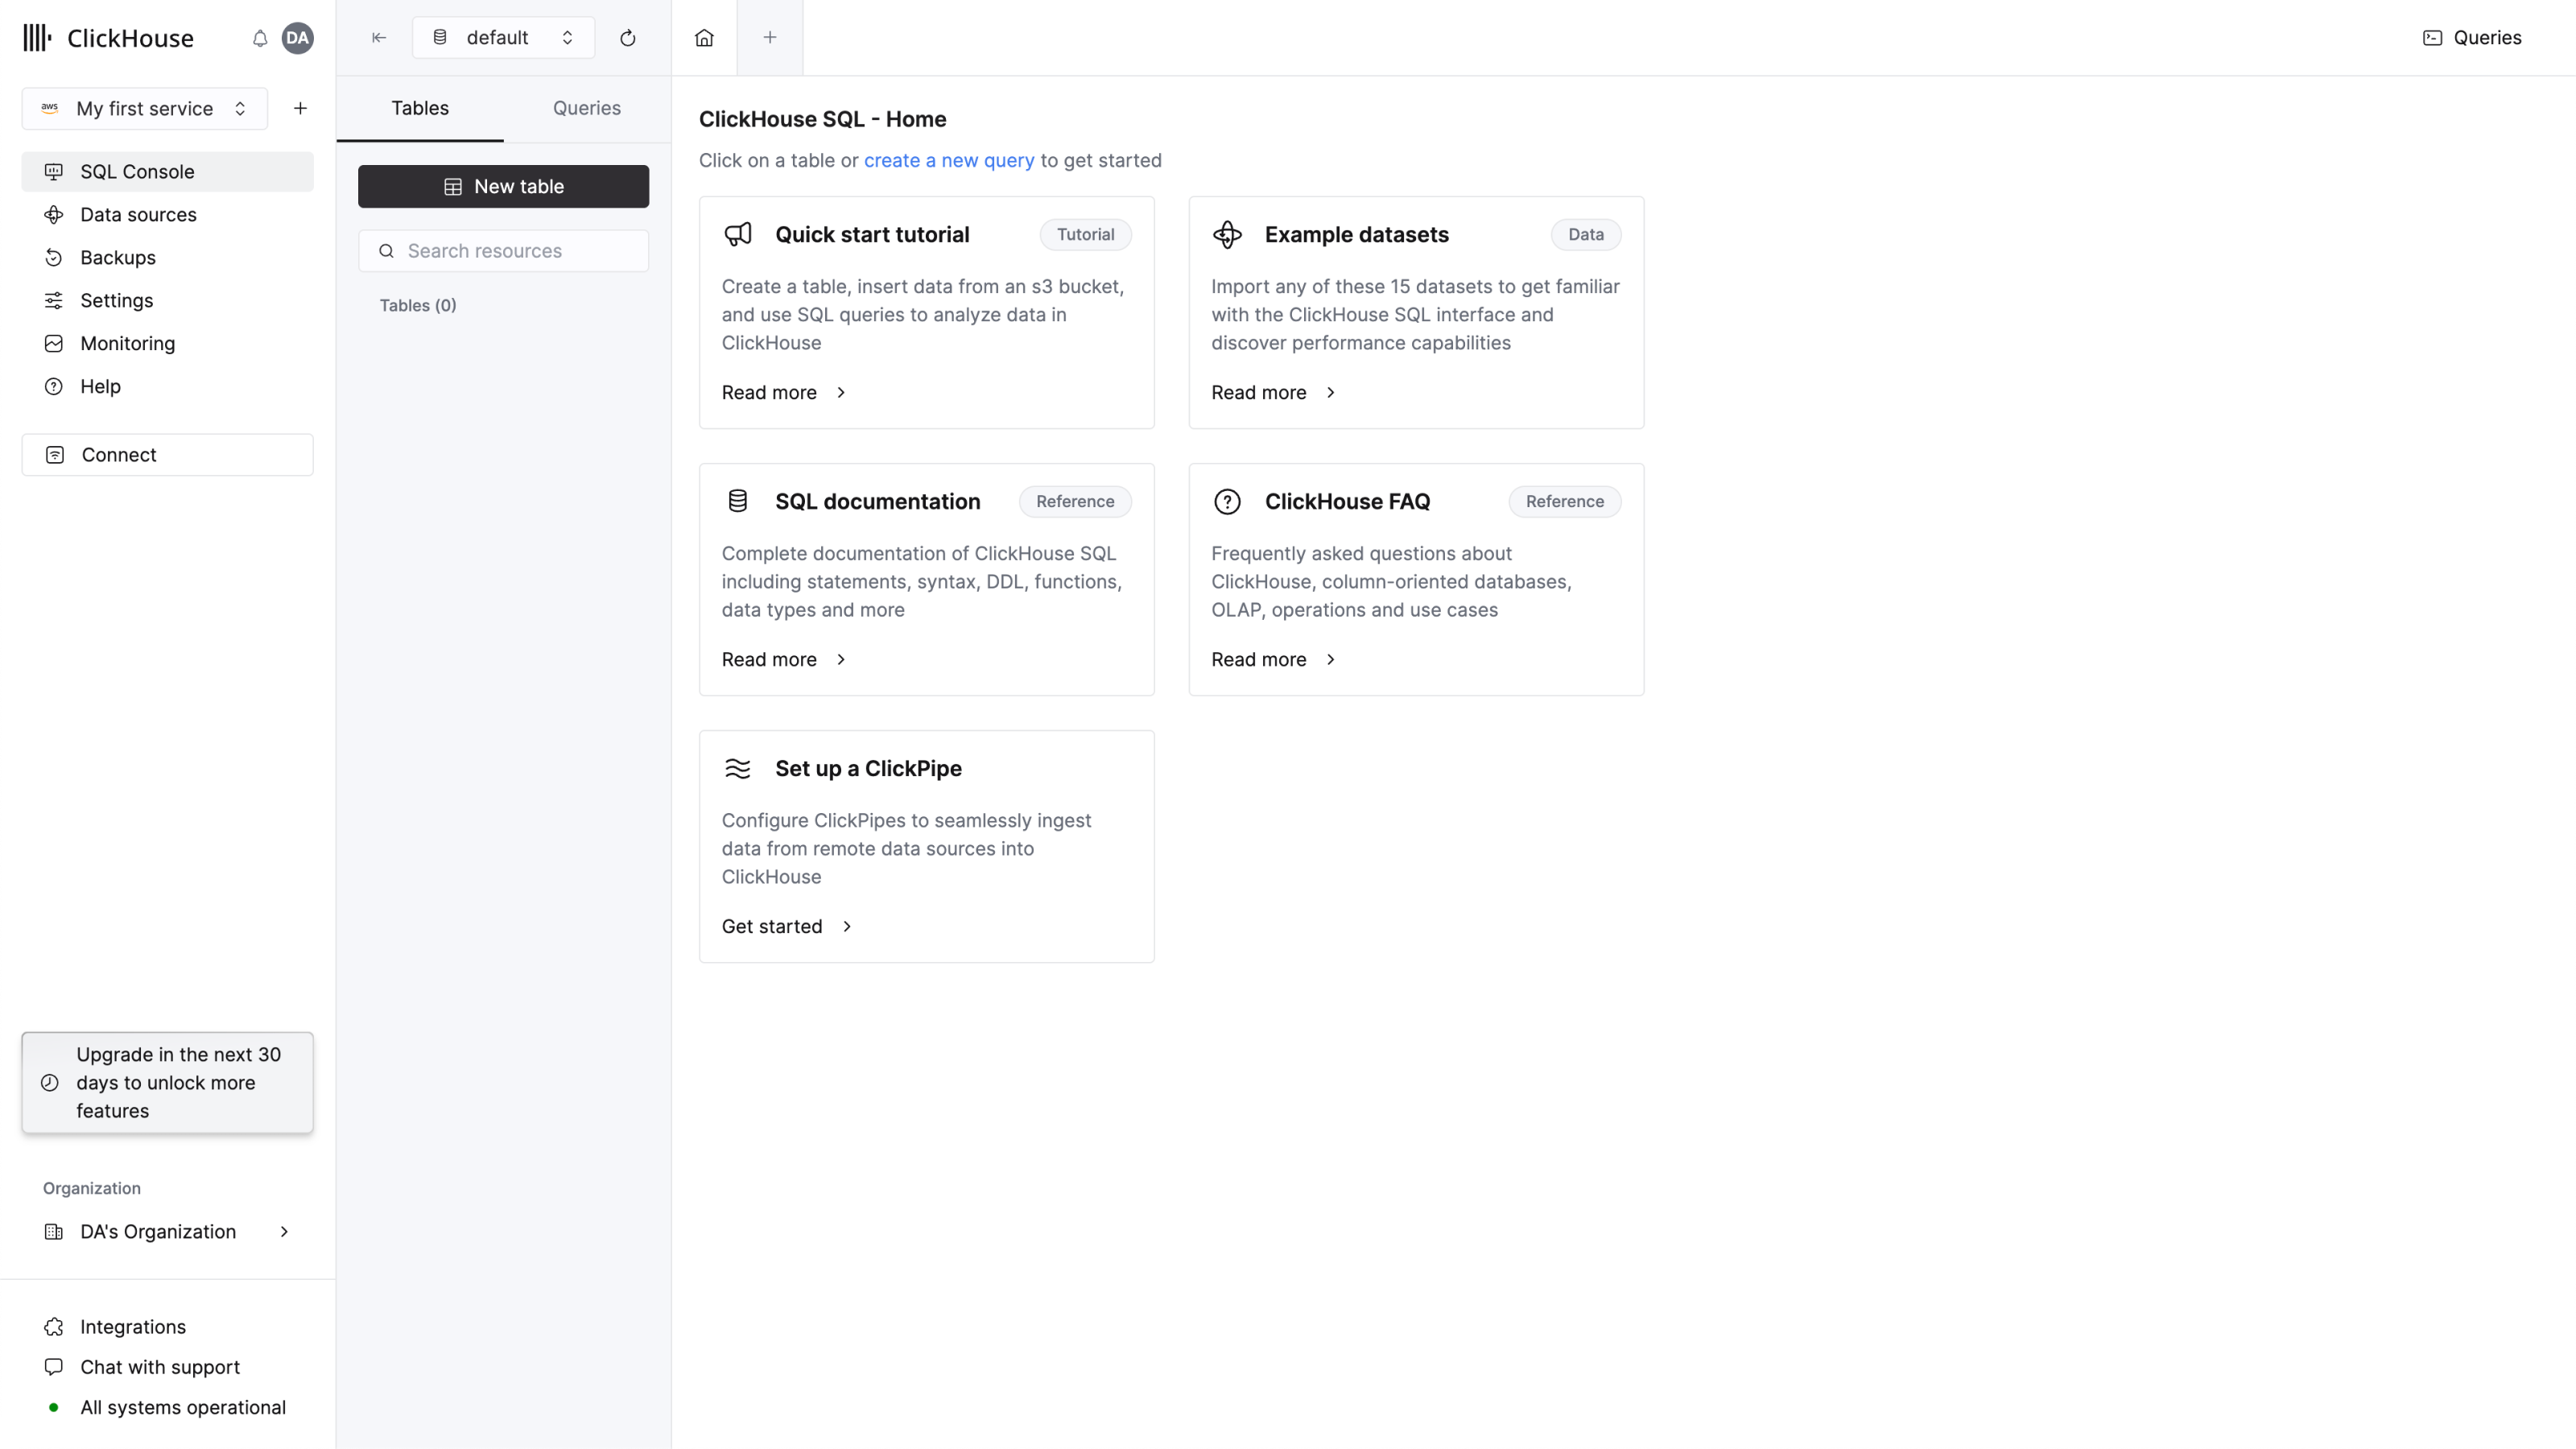 ClickHouse
DA
aws My first service
SQL Console
Data sources
Backups
Settings
Monitoring
Help
Connect
Upgrade in the next 30
days to unlock more
features
Organization
DA's Organization
Integrations
Chat with support
All systems operational
default
Tables Queries
New table
Search resources
Tables (0)
Queries
ClickHouse SQL - Home
Click on a table or create a new query to get started
Quick start tutorial Tutorial
Create a table, insert data from an s3 bucket,
and use SQL queries to analyze data in
ClickHouse
Read more
Example datasets Data
Import any of these 15 datasets to get familiar
with the ClickHouse SQL interface and
discover performance capabilities
Read more
SQL documentation Reference
Complete documentation of ClickHouse SQL
including statements, syntax, DDL, functions,
data types and more
Read more
ClickHouse FAQ Reference
Frequently asked questions about
ClickHouse, column-oriented databases,
OLAP, operations and use cases
Read more
Set up a ClickPipe
Configure ClickPipes to seamlessly ingest
data from remote data sources into
ClickHouse
Get started